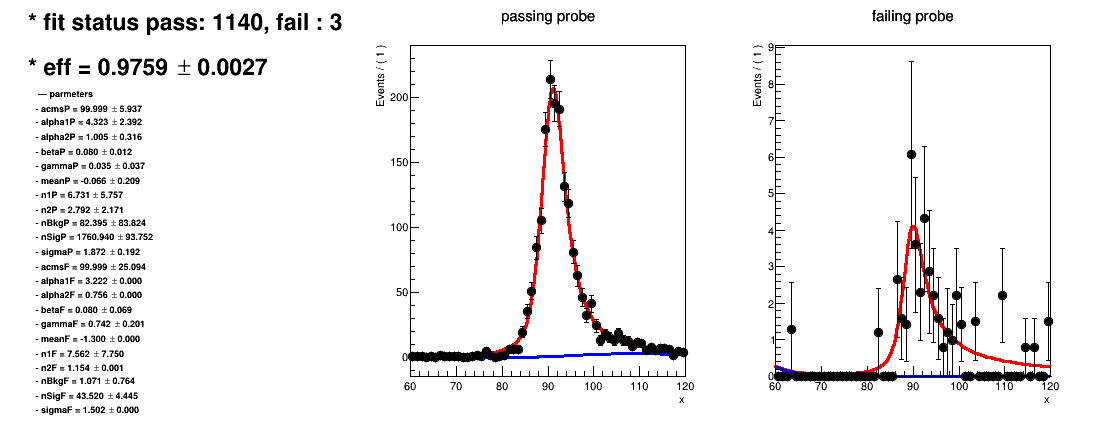 * fit status pass: 1140, fail : 3
* eff = 0.9759 ± 0.0027
--- parmeters
- acmsP = 99.999 ± 5.937
- alpha1P = 4.323 ± 2.392
- alpha2P = 1.005 ± 0.316
- betaP = 0.080 ± 0.012
- gammaP = 0.035 ± 0.037
- meanP = -0.066 ± 0.209
- n1P = 6.731 ± 5.757
- n2P = 2.792 ± 2.171
- nBkgP = 82.395 ± 83.824
- nSigP = 1760.940 ± 93.752
- sigmaP = 1.872 ± 0.192
- acmsF = 99.999 ± 25.094
- alpha1F = 3.222 ± 0.000
- alpha2F = 0.756 ± 0.000
- betaF = 0.080 ± 0.069
- gammaF = 0.742 ± 0.201
- meanF = -1.300 ± 0.000
- n1F = 7.562 ± 7.750
- n2F = 1.154 ± 0.001
- nBkgF = 1.071 ± 0.764
- nSigF = 43.520 ± 4.445
- sigmaF = 1.502 ± 0.000
passing probe
Events / ( 1 )
200
150
100
50
0
60 70 80 90 100 110 120
x
failing probe
Events / ( 1 )
9
8
7
6
5
4
3
2
1
0
60 70 80 90 100 110 120
x